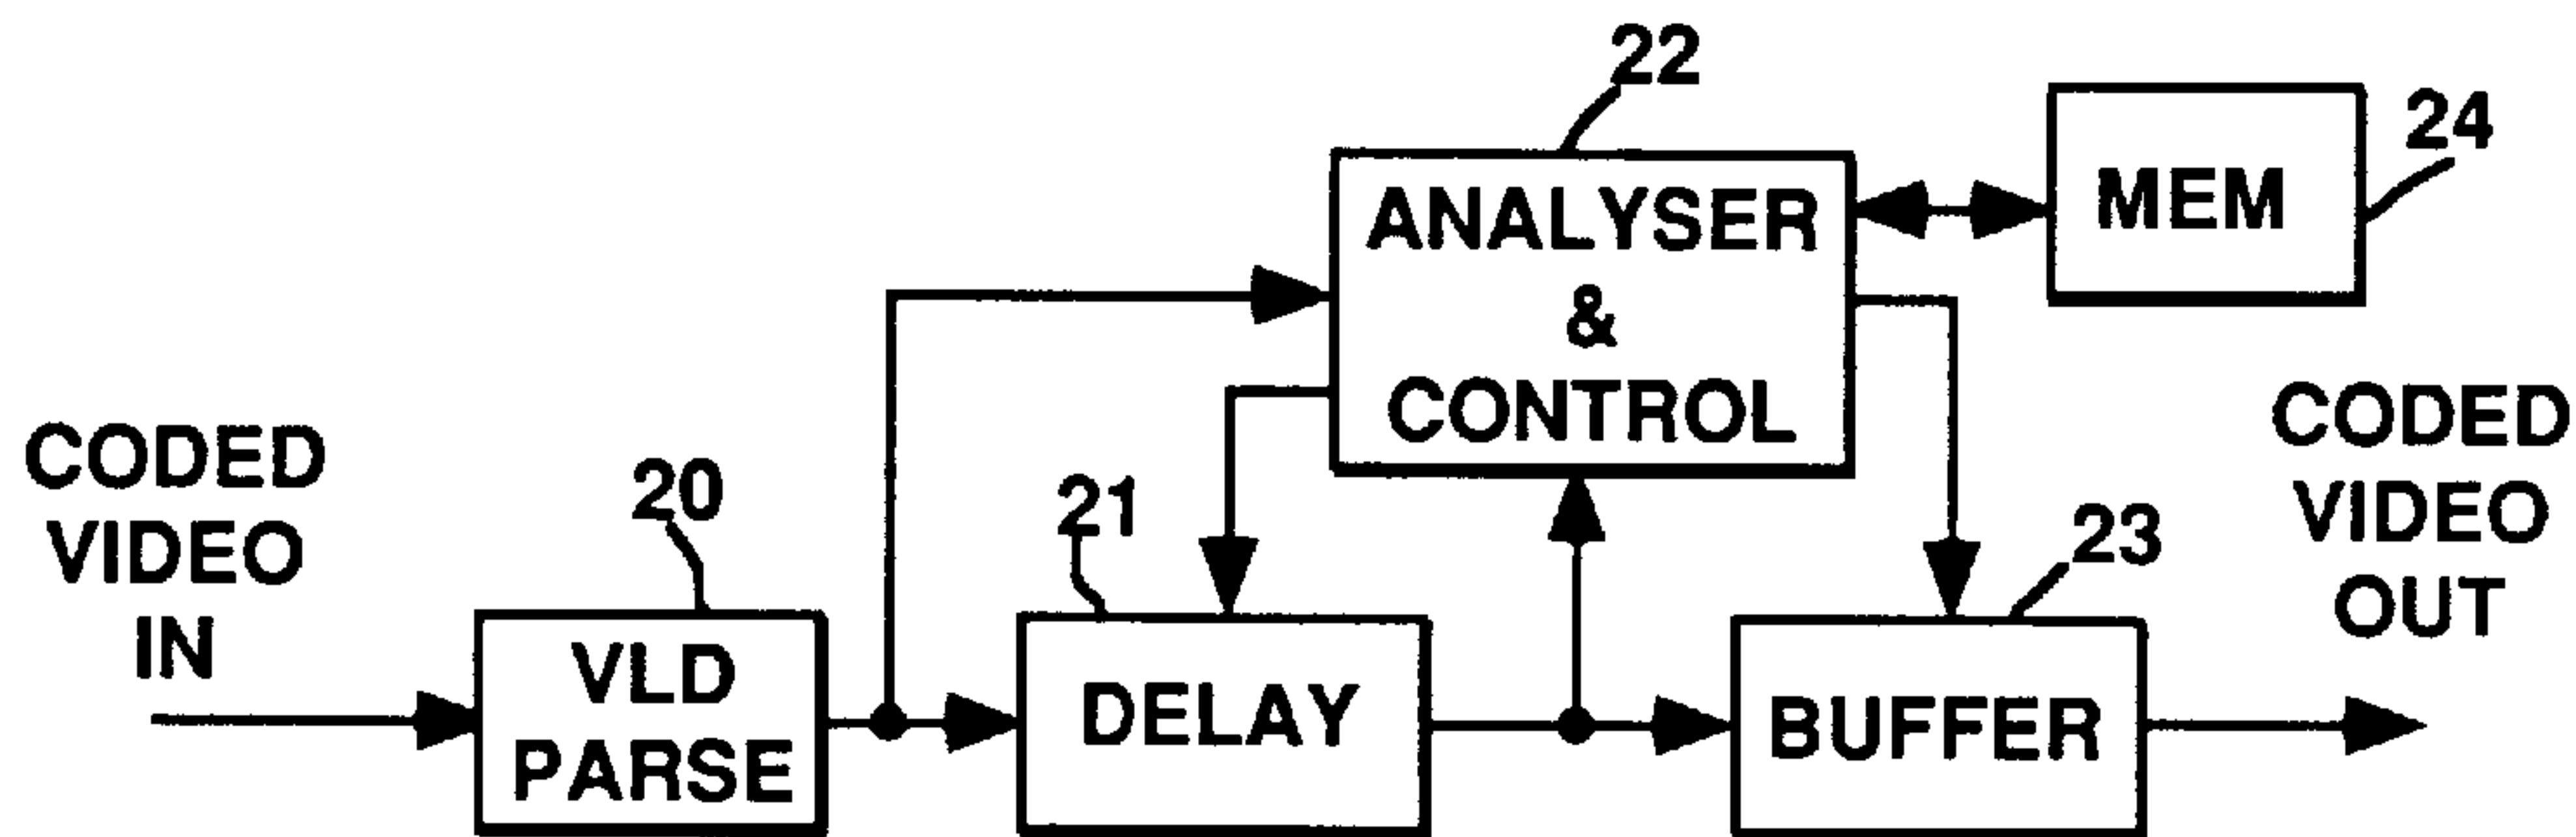 22
24
MEM
ANALYSER
&
CONTROL
CODED
VIDEO
IN
20
VLD
PARSE
21
DELAY
23
BUFFER
CODED
VIDEO
OUT